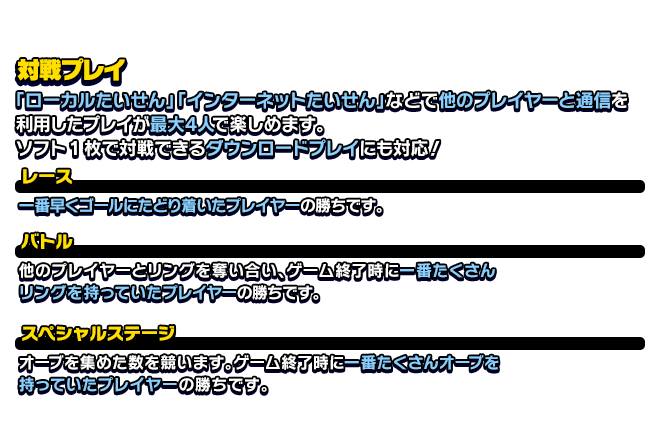 対戦プレイ
「ローカルたいせん」「インターネットたいせん」などで他のプレイヤーと通信を
利用したプレイが最大4人で楽しめます。
ソフト1枚で対戦できるダウンロードプレイにも対応!
レース
一番早くゴールにたどり着いたプレイヤーの勝ちです。
バトル
他のプレイヤーとリングを奪い合い、ゲーム終了時に一番たくさん
リングを持っていたプレイヤーの勝ちです。
スペシャルステージ
オーブを集めた数を競います。ゲーム終了時に一番たくさんオーブを
持っていたプレイヤーの勝ちです。